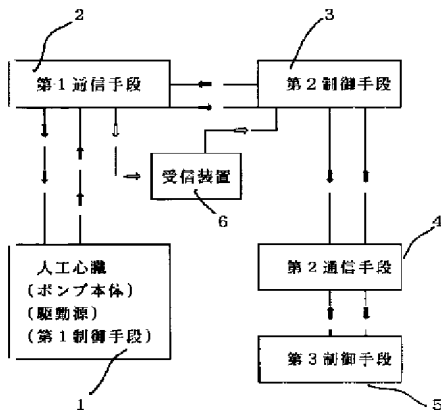 2
3
第1通信手段
第2制御手段
受信装置
6
4
人工心臓
(ポンプ本体)
(駆動源)
(第1制御手段)
第2通信手段
第3制御手段
1
5